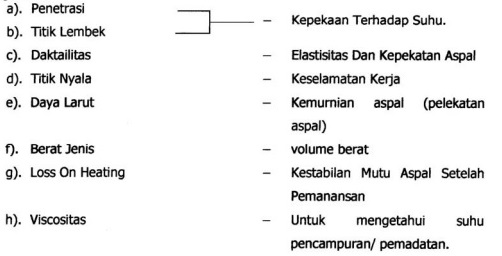 a). Penetrasi
b). Titik Lembek – Kepekaan Terhadap Suhu.
c). Daktailitas – Elastisitas Dan Kepekatan Aspal
d). Titik Nyala – Keselamatan Kerja
e). Daya Larut – Kemurnian aspal (pelekatan
aspal)
f). Berat Jenis – volume berat
g). Loss On Heating – Kestabilan Mutu Aspal Setelah
Pemanansan
h). Viscositas – Untuk mengetahui suhu
pencampuran/ pemadatan.